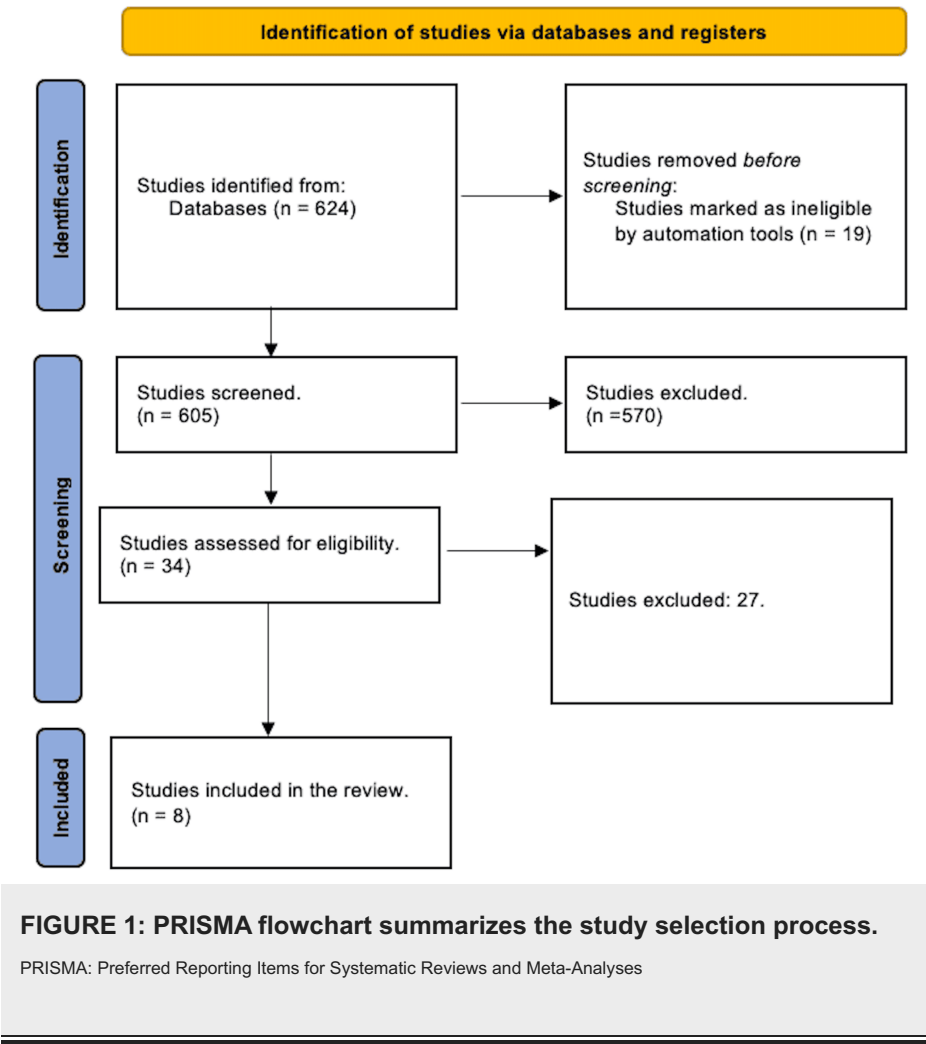 Identification of studies via databases and registers
Identification
Studies identified from:
Databases (n = 624)
Studies removed before
screening:
Studies marked as ineligible
by automation tools (n = 19)
Screening
Studies screened.
(n = 605)
Studies excluded.
(n =570)
Studies assessed for eligibility.
(n = 34)
Studies excluded: 27.
Included
Studies included in the review.
(n = 8)
FIGURE 1: PRISMA flowchart summarizes the study selection process.
PRISMA: Preferred Reporting Items for Systematic Reviews and Meta-Analyses